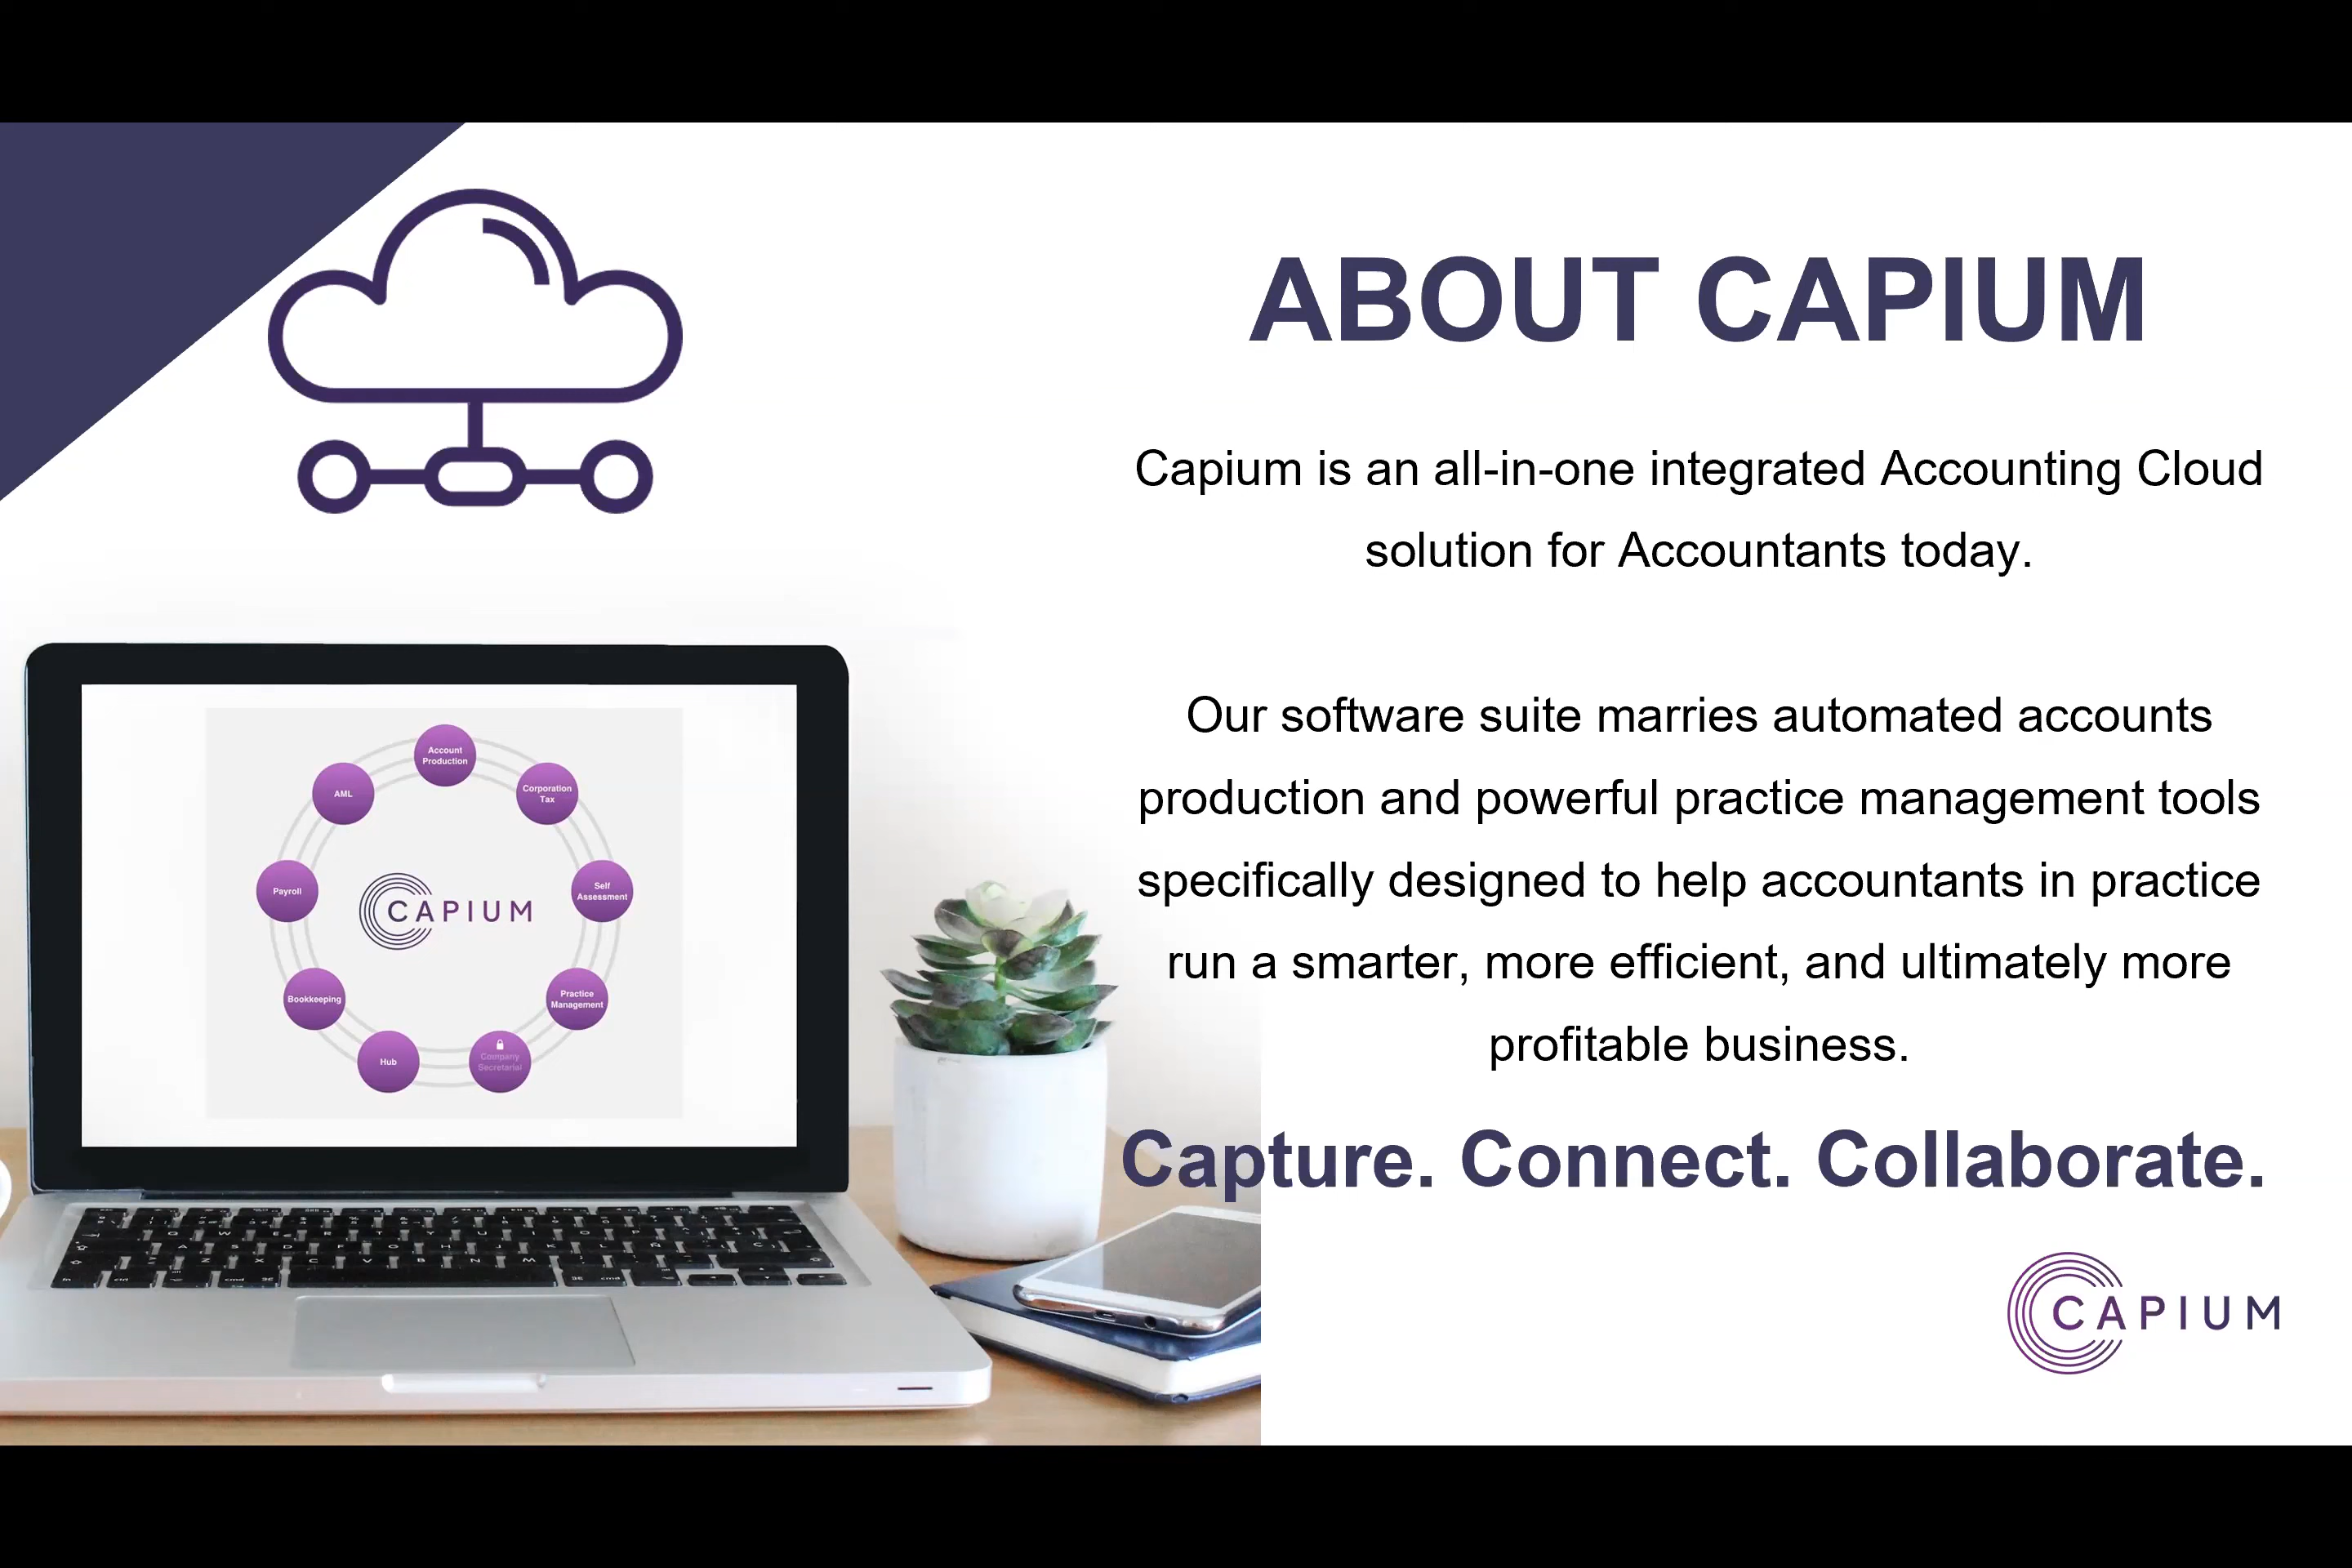 ABOUT CAPIUM
Capium is an all-in-one integrated Accounting Cloud
solution for Accountants today.
Our software suite marries automated accounts
production and powerful practice management tools
specifically designed to help accountants in practice
run a smarter, more efficient, and ultimately more
profitable business.
Capture. Connect. Collaborate.
CAPIUM
Account
Production
Corporation
Tax
Self
Assessment
Practice
Management
Company
Secretarial
Hub
Bookkeeping
Payroll
AML
CAPIUM